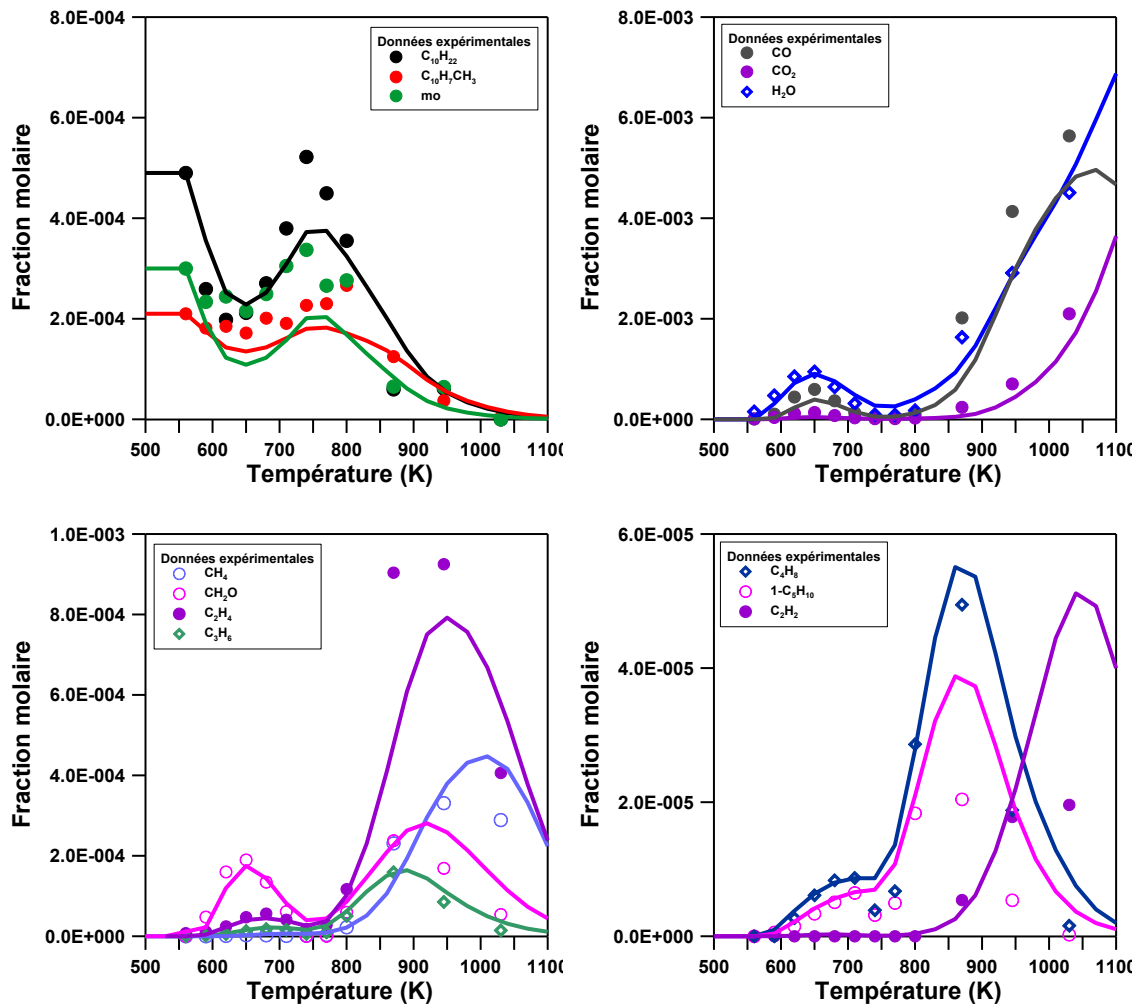 8.0E-004
6.0E-004
4.0E-004
2.0E-004
0.0E+000
Fraction molaire
Données expérimentales
C₁₀H₂₂
C₁₀H₇CH₃
mo
500 600 700 800 900 1000 1100
Température (K)
8.0E-003
6.0E-003
4.0E-003
2.0E-003
0.0E+000
Fraction molaire
Données expérimentales
CO
CO₂
H₂O
500 600 700 800 900 1000 1100
Température (K)
1.0E-003
8.0E-004
6.0E-004
4.0E-004
2.0E-004
0.0E+000
Fraction molaire
Données expérimentales
CH₄
CH₂O
C₂H₄
C₃H₆
500 600 700 800 900 1000 1100
Température (K)
6.0E-005
4.0E-005
2.0E-005
0.0E+000
Fraction molaire
Données expérimentales
C₄H₈
1-C₅H₁₀
C₂H₂
500 600 700 800 900 1000 1100
Température (K)